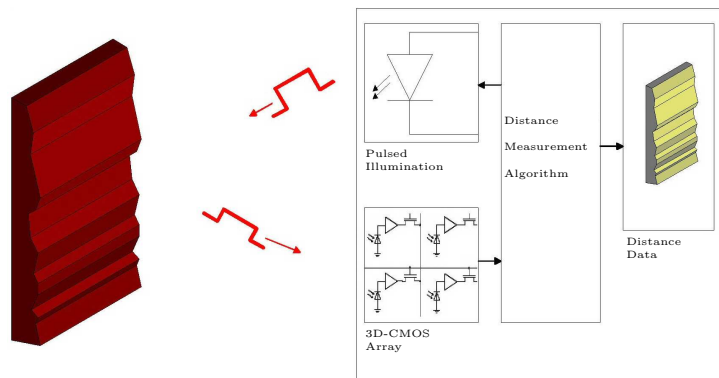 Pulsed
Illumination
Distance
Measurement
Algorithm
3D-CMOS
Array
Distance
Data